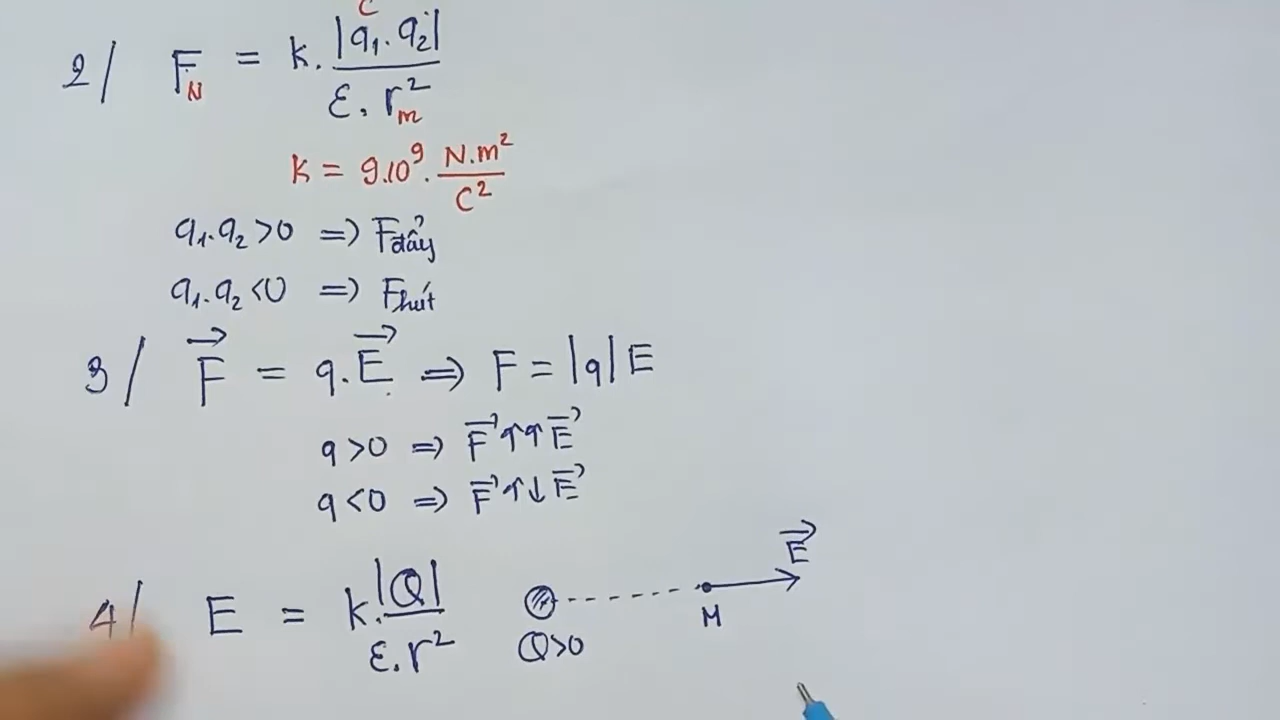 2/ F_N = k. |q₁.q₂| / ε.r²
C
m
k = 9.10⁹. N.m² / C²
q₁.q₂ >0 => Fđẩy
q₁.q₂ <0 => Fhút
3/ F⃗ = q.E⃗ => F = |q| E
q >0 => F⃗ ↑↑ E⃗
q <0 => F⃗ ↑↓ E⃗
4/ E = k.|Q| / ε.r²
Q>0
M
E⃗